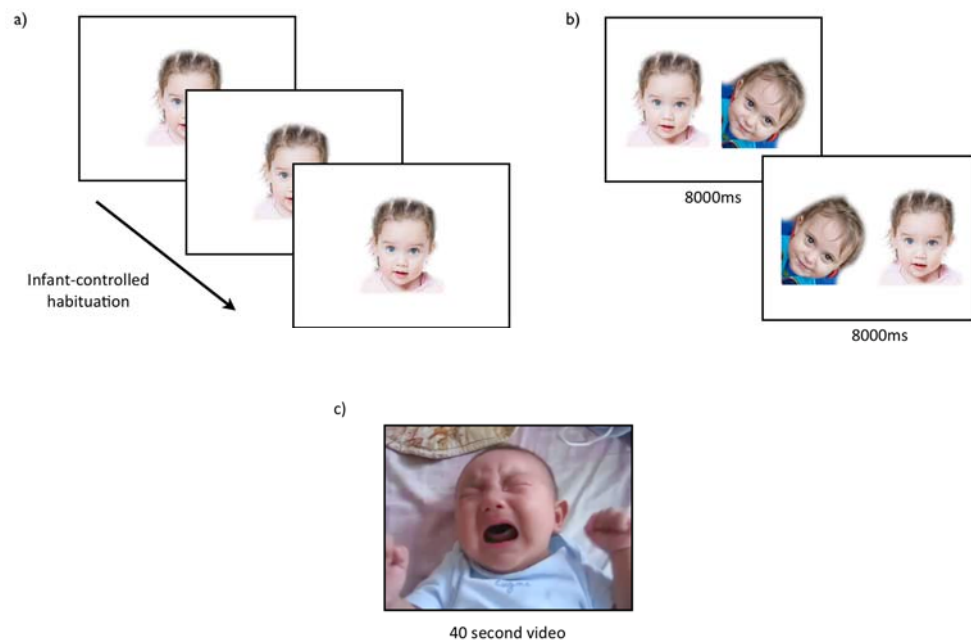 a)
b)
8000ms
Infant-controlled
habituation
8000ms
c)
40 second video